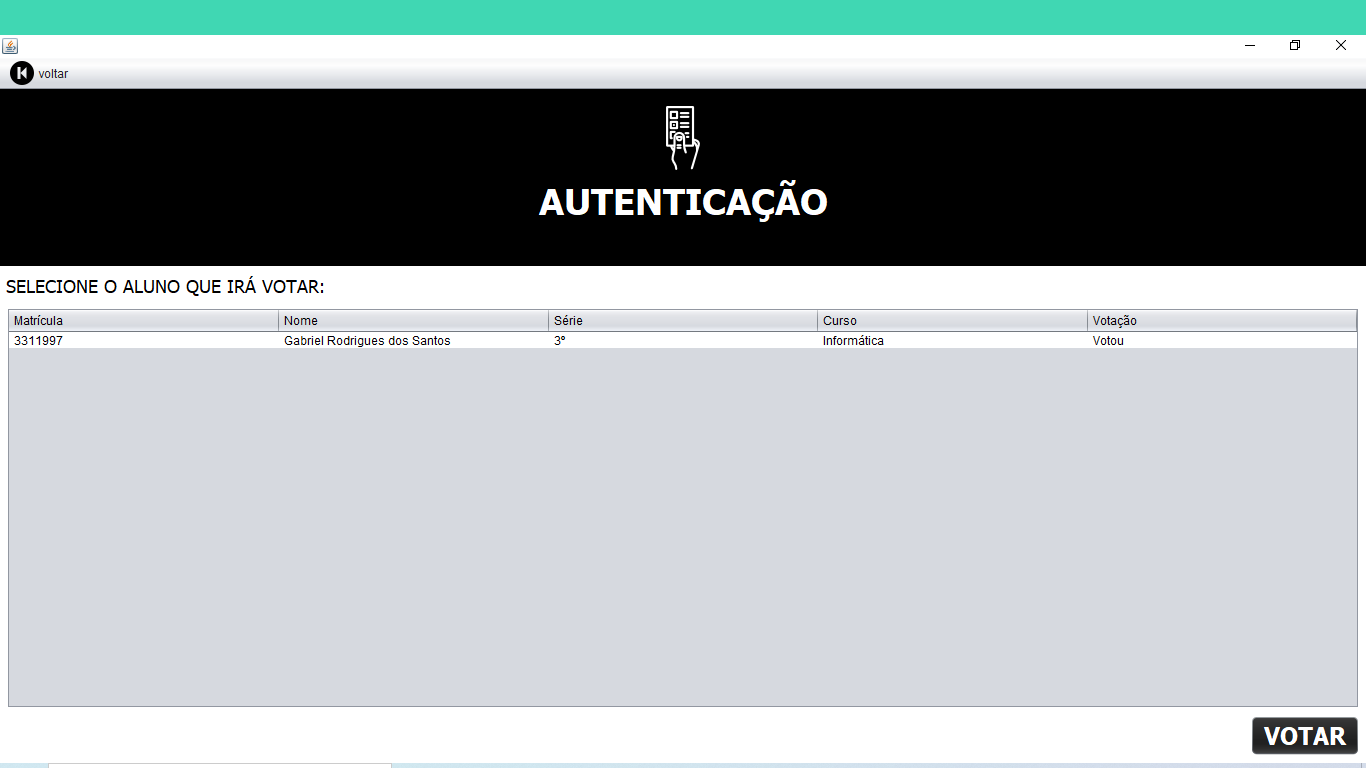 voltar
AUTENTICAÇÃO
SELECIONE O ALUNO QUE IRÁ VOTAR:
Matrícula Nome Série Curso Votação
3311997 Gabriel Rodrigues dos Santos 3º Informática Votou
VOTAR